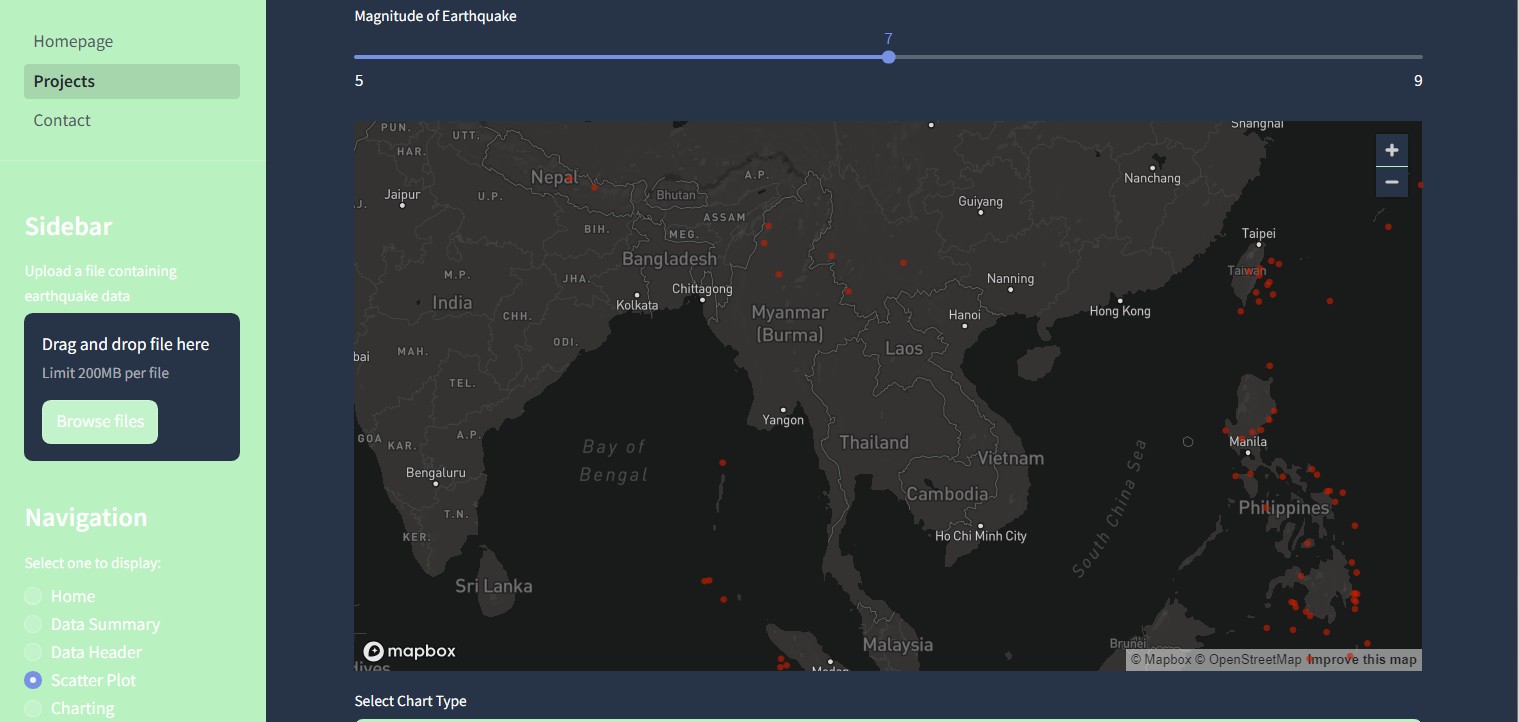 Homepage
Projects
Contact
Sidebar
Upload a file containing
earthquake data
Drag and drop file here
Limit 200MB per file
Browse files
Navigation
Select one to display:
Home
Data Summary
Data Header
Scatter Plot
Charting
Magnitude of Earthquake
7
5
9
Shanghai
PUN.
UTT.
HAR.
Nepal
A.P.
Nanchang
Jaipur
U.P.
Bhutan
Guiyang
J.
ASSAM
BIH.
MEG.
Taipei
Bangladesh
Taiwan
M.P.
JHA.
Nanning
India
Kolkata
Chittagong
Myanmar
(Burma)
Hanoi
Hong Kong
CHH.
ODI.
Laos
bai
MAH.
TEL.
Yangon
GOA
KAR.
A.P.
Bay of
Bengal
Thailand
Vietnam
Manila
South China Sea
Bengaluru
Cambodia
Philippines
T.N.
KER.
Ho Chi Minh City
Sri Lanka
Malaysia
Brunei
mapbox
dives
Medan
© Mapbox © OpenStreetMap Improve this map
+
−
Select Chart Type